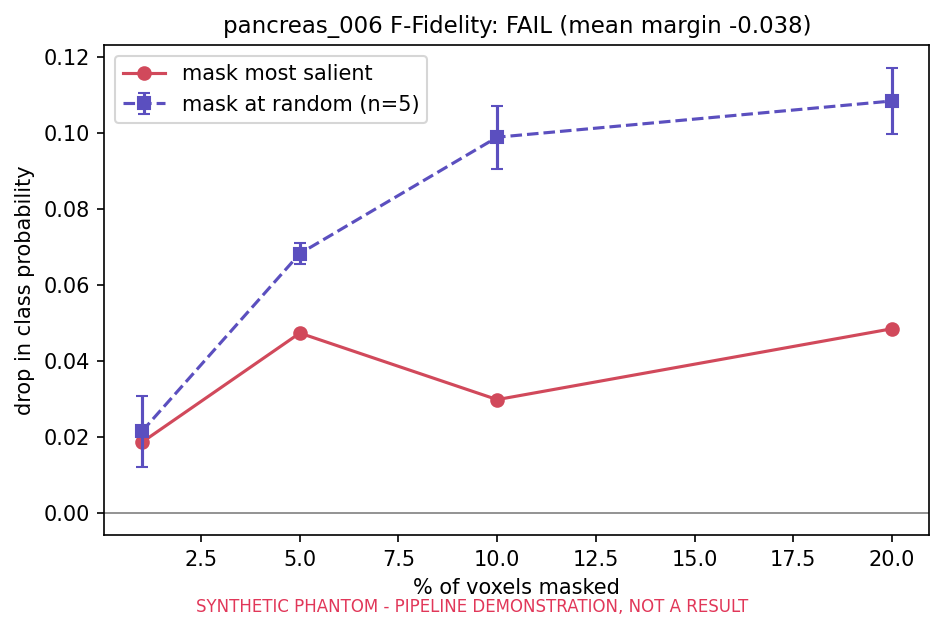 pancreas_006 F-Fidelity: FAIL (mean margin -0.038)
mask most salient
mask at random (n=5)
drop in class probability
0.12
0.10
0.08
0.06
0.04
0.02
0.00
2.5 5.0 7.5 10.0 12.5 15.0 17.5 20.0
% of voxels masked
SYNTHETIC PHANTOM - PIPELINE DEMONSTRATION, NOT A RESULT